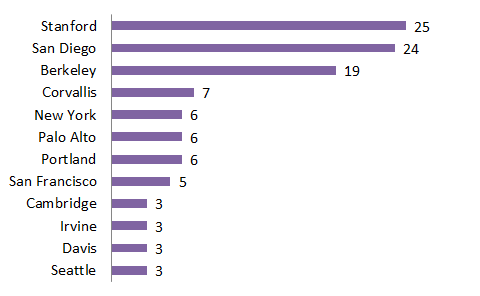 Stanford 25
San Diego 24
Berkeley 19
Corvallis 7
New York 6
Palo Alto 6
Portland 6
San Francisco 5
Cambridge 3
Irvine 3
Davis 3
Seattle 3